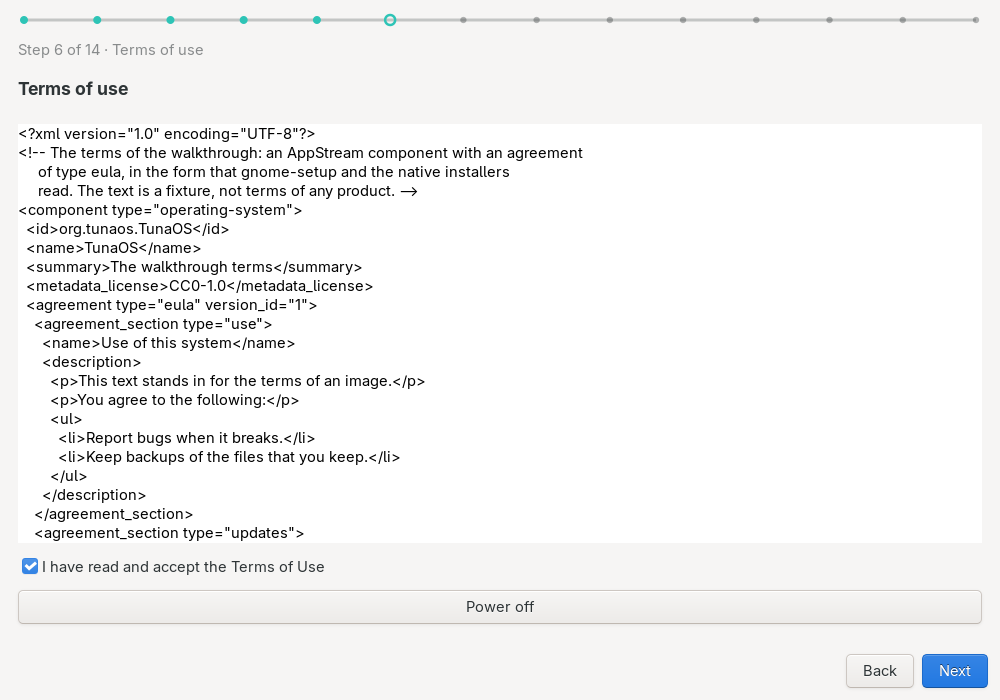 Step 6 of 14 · Terms of use
Terms of use
<?xml version="1.0" encoding="UTF-8"?>
<!-- The terms of the walkthrough: an AppStream component with an agreement
     of type eula, in the form that gnome-setup and the native installers
     read. The text is a fixture, not terms of any product. -->
<component type="operating-system">
  <id>org.tunaos.TunaOS</id>
  <name>TunaOS</name>
  <summary>The walkthrough terms</summary>
  <metadata_license>CC0-1.0</metadata_license>
  <agreement type="eula" version_id="1">
    <agreement_section type="use">
      <name>Use of this system</name>
      <description>
        <p>This text stands in for the terms of an image.</p>
        <p>You agree to the following:</p>
        <ul>
          <li>Report bugs when it breaks.</li>
          <li>Keep backups of the files that you keep.</li>
        </ul>
      </description>
    </agreement_section>
    <agreement_section type="updates">
I have read and accept the Terms of Use
Power off
Back
Next